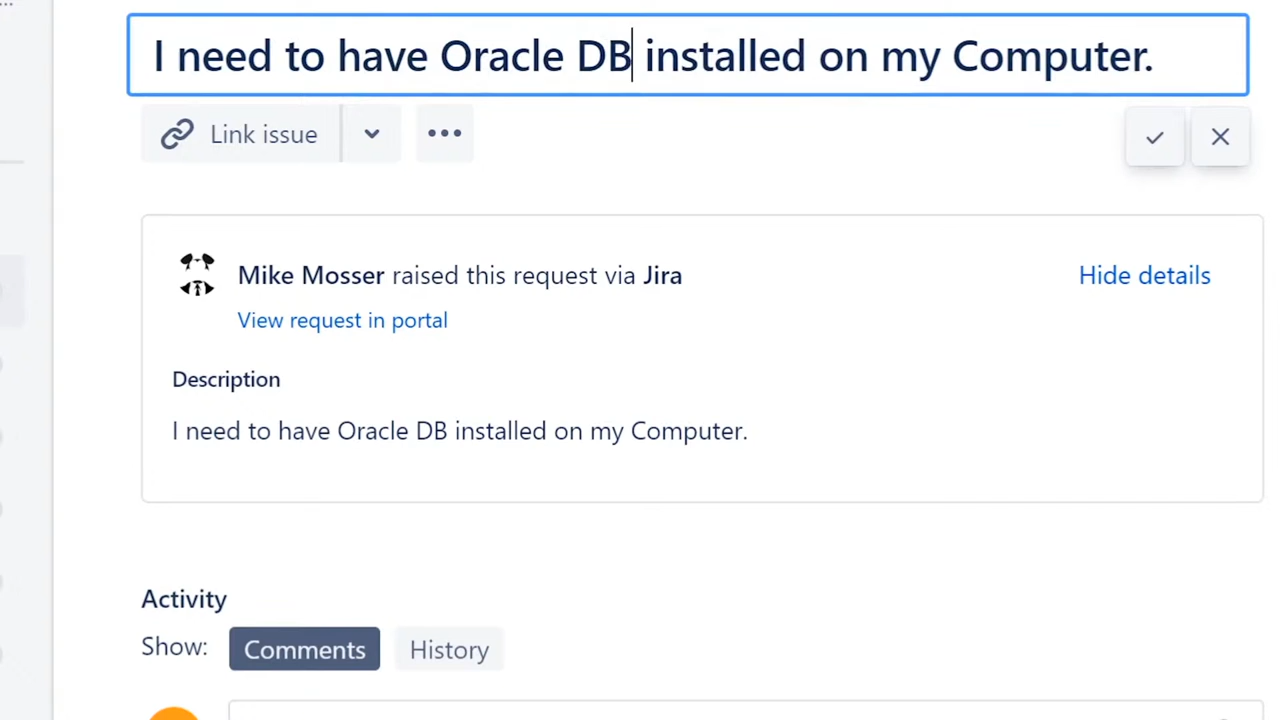 I need to have Oracle DB installed on my Computer.
Link issue
Mike Mosser raised this request via Jira
Hide details
View request in portal
Description
I need to have Oracle DB installed on my Computer.
Activity
Show: Comments History